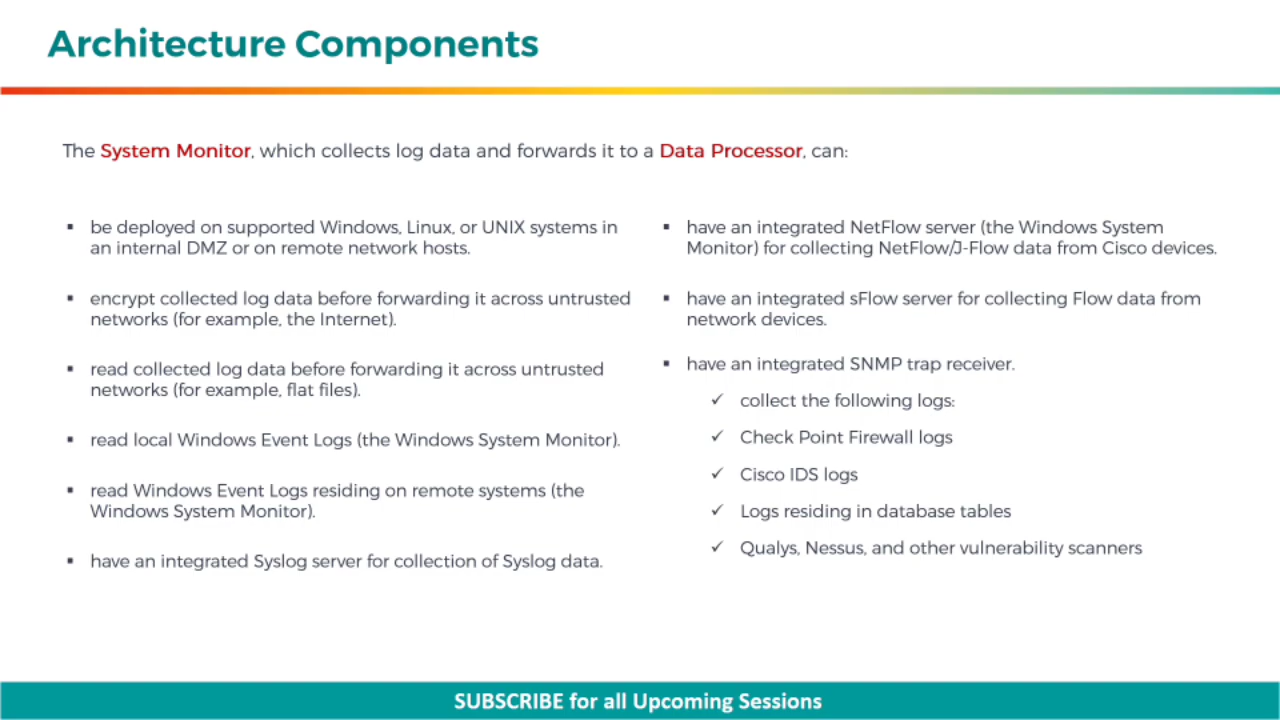 Architecture Components
The System Monitor, which collects log data and forwards it to a Data Processor, can:
▪ be deployed on supported Windows, Linux, or UNIX systems in
an internal DMZ or on remote network hosts.
▪ encrypt collected log data before forwarding it across untrusted
networks (for example, the Internet).
▪ read collected log data before forwarding it across untrusted
networks (for example, flat files).
▪ read local Windows Event Logs (the Windows System Monitor).
▪ read Windows Event Logs residing on remote systems (the
Windows System Monitor).
▪ have an integrated Syslog server for collection of Syslog data.
▪ have an integrated NetFlow server (the Windows System
Monitor) for collecting NetFlow/J-Flow data from Cisco devices.
▪ have an integrated sFlow server for collecting Flow data from
network devices.
▪ have an integrated SNMP trap receiver.
✓ collect the following logs:
✓ Check Point Firewall logs
✓ Cisco IDS logs
✓ Logs residing in database tables
✓ Qualys, Nessus, and other vulnerability scanners
SUBSCRIBE for all Upcoming Sessions